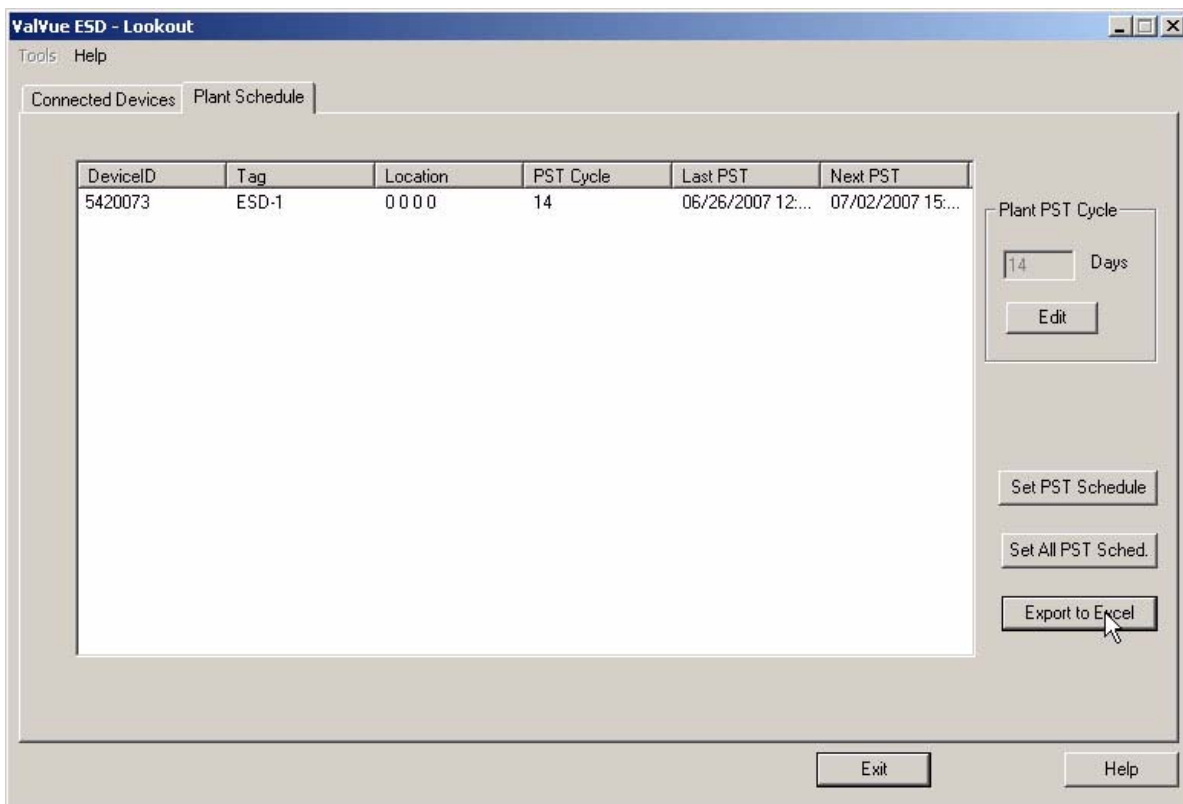 ValVue ESD - Lookout
Tools Help
Connected Devices Plant Schedule
DeviceID Tag Location PST Cycle Last PST Next PST
5420073 ESD-1 0 0 0 0 14 06/26/2007 12:... 07/02/2007 15:...
Plant PST Cycle
14 Days
Edit
Set PST Schedule
Set All PST Sched.
Export to Excel
Exit Help